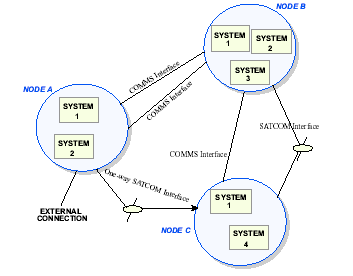 NODE B
SYSTEM
1
SYSTEM
2
SYSTEM
3
COMMS Interface
COMMS Interface
NODE A
SYSTEM
1
SYSTEM
2
SATCOM Interface
COMMS Interface
One-way SATCOM Interface
EXTERNAL
CONNECTION
SYSTEM
1
SYSTEM
4
NODE C